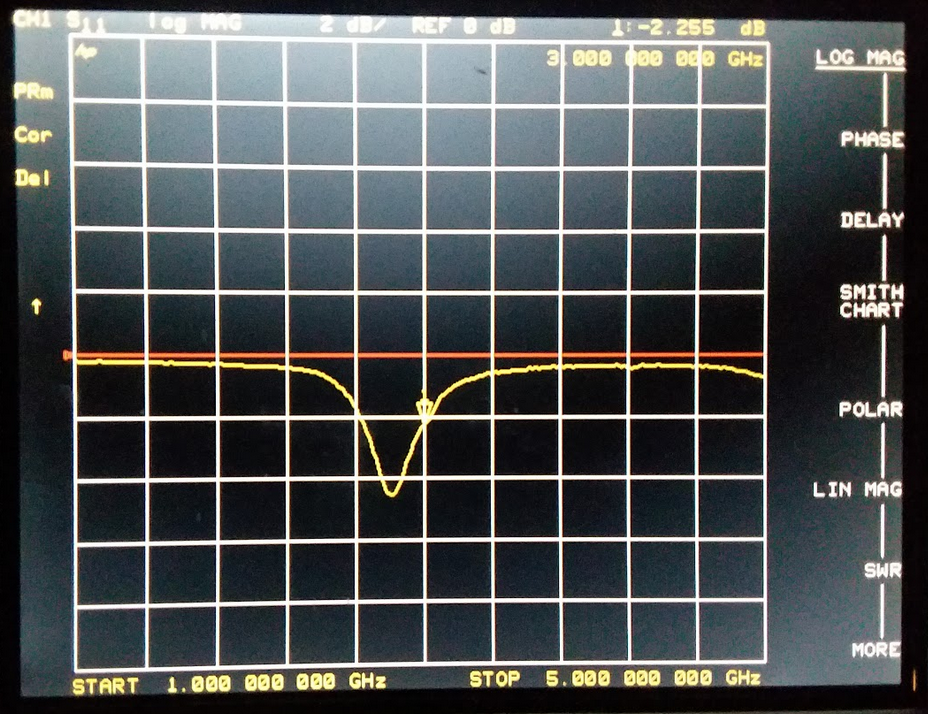 CH1 S11 log MAG 2 dB/ REF 0 dB 1:-2.255 dB
3.000 000 000 GHz
PRm
Cor
Del
↑
LOG MAG
PHASE
DELAY
SMITH
CHART
POLAR
LIN MAG
SWR
MORE
START 1.000 000 000 GHz STOP 5.000 000 000 GHz